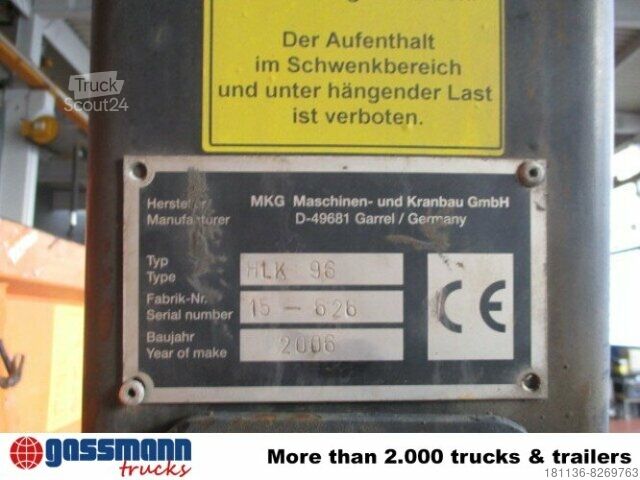 Der Aufenthalt
im Schwenkbereich
und unter hängender Last
ist verboten.
Truck
Scout24
Hersteller
Manufacturer
MKG Maschinen- und Kranbau GmbH
D-49681 Garrel / Germany
Typ
Type
HLK 96
Fabrik-Nr.
Serial number
15 - 626
Baujahr
Year of make
2006
CE
gassmann
trucks
More than 2.000 trucks & trailers
181136-8269763